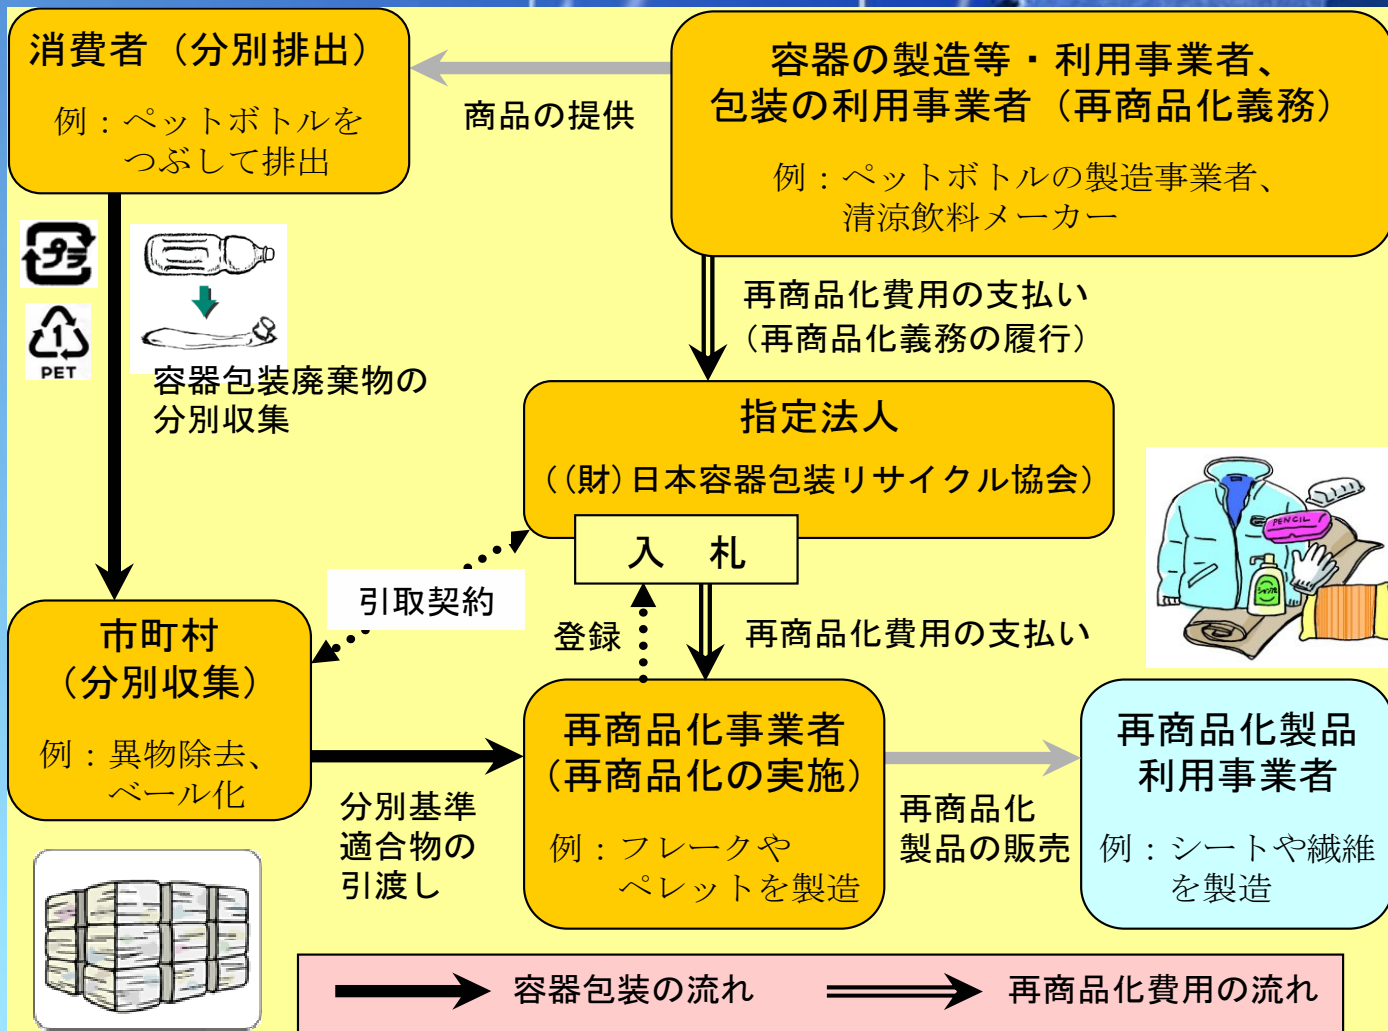 消費者（分別排出）
例：ペットボトルを
つぶして排出
商品の提供
容器の製造等・利用事業者、
包装の利用事業者（再商品化義務）
例：ペットボトルの製造事業者、
清涼飲料メーカー
プラ
1
PET
容器包装廃棄物の
分別収集
再商品化費用の支払い
（再商品化義務の履行）
指定法人
（（財）日本容器包装リサイクル協会）
入 札
引取契約
登録
再商品化費用の支払い
PENCIL
市町村
（分別収集）
例：異物除去、
ベール化
分別基準
適合物の
引渡し
再商品化事業者
（再商品化の実施）
例：フレークや
ペレットを製造
再商品化
製品の販売
再商品化製品
利用事業者
例：シートや繊維
を製造
容器包装の流れ
再商品化費用の流れ